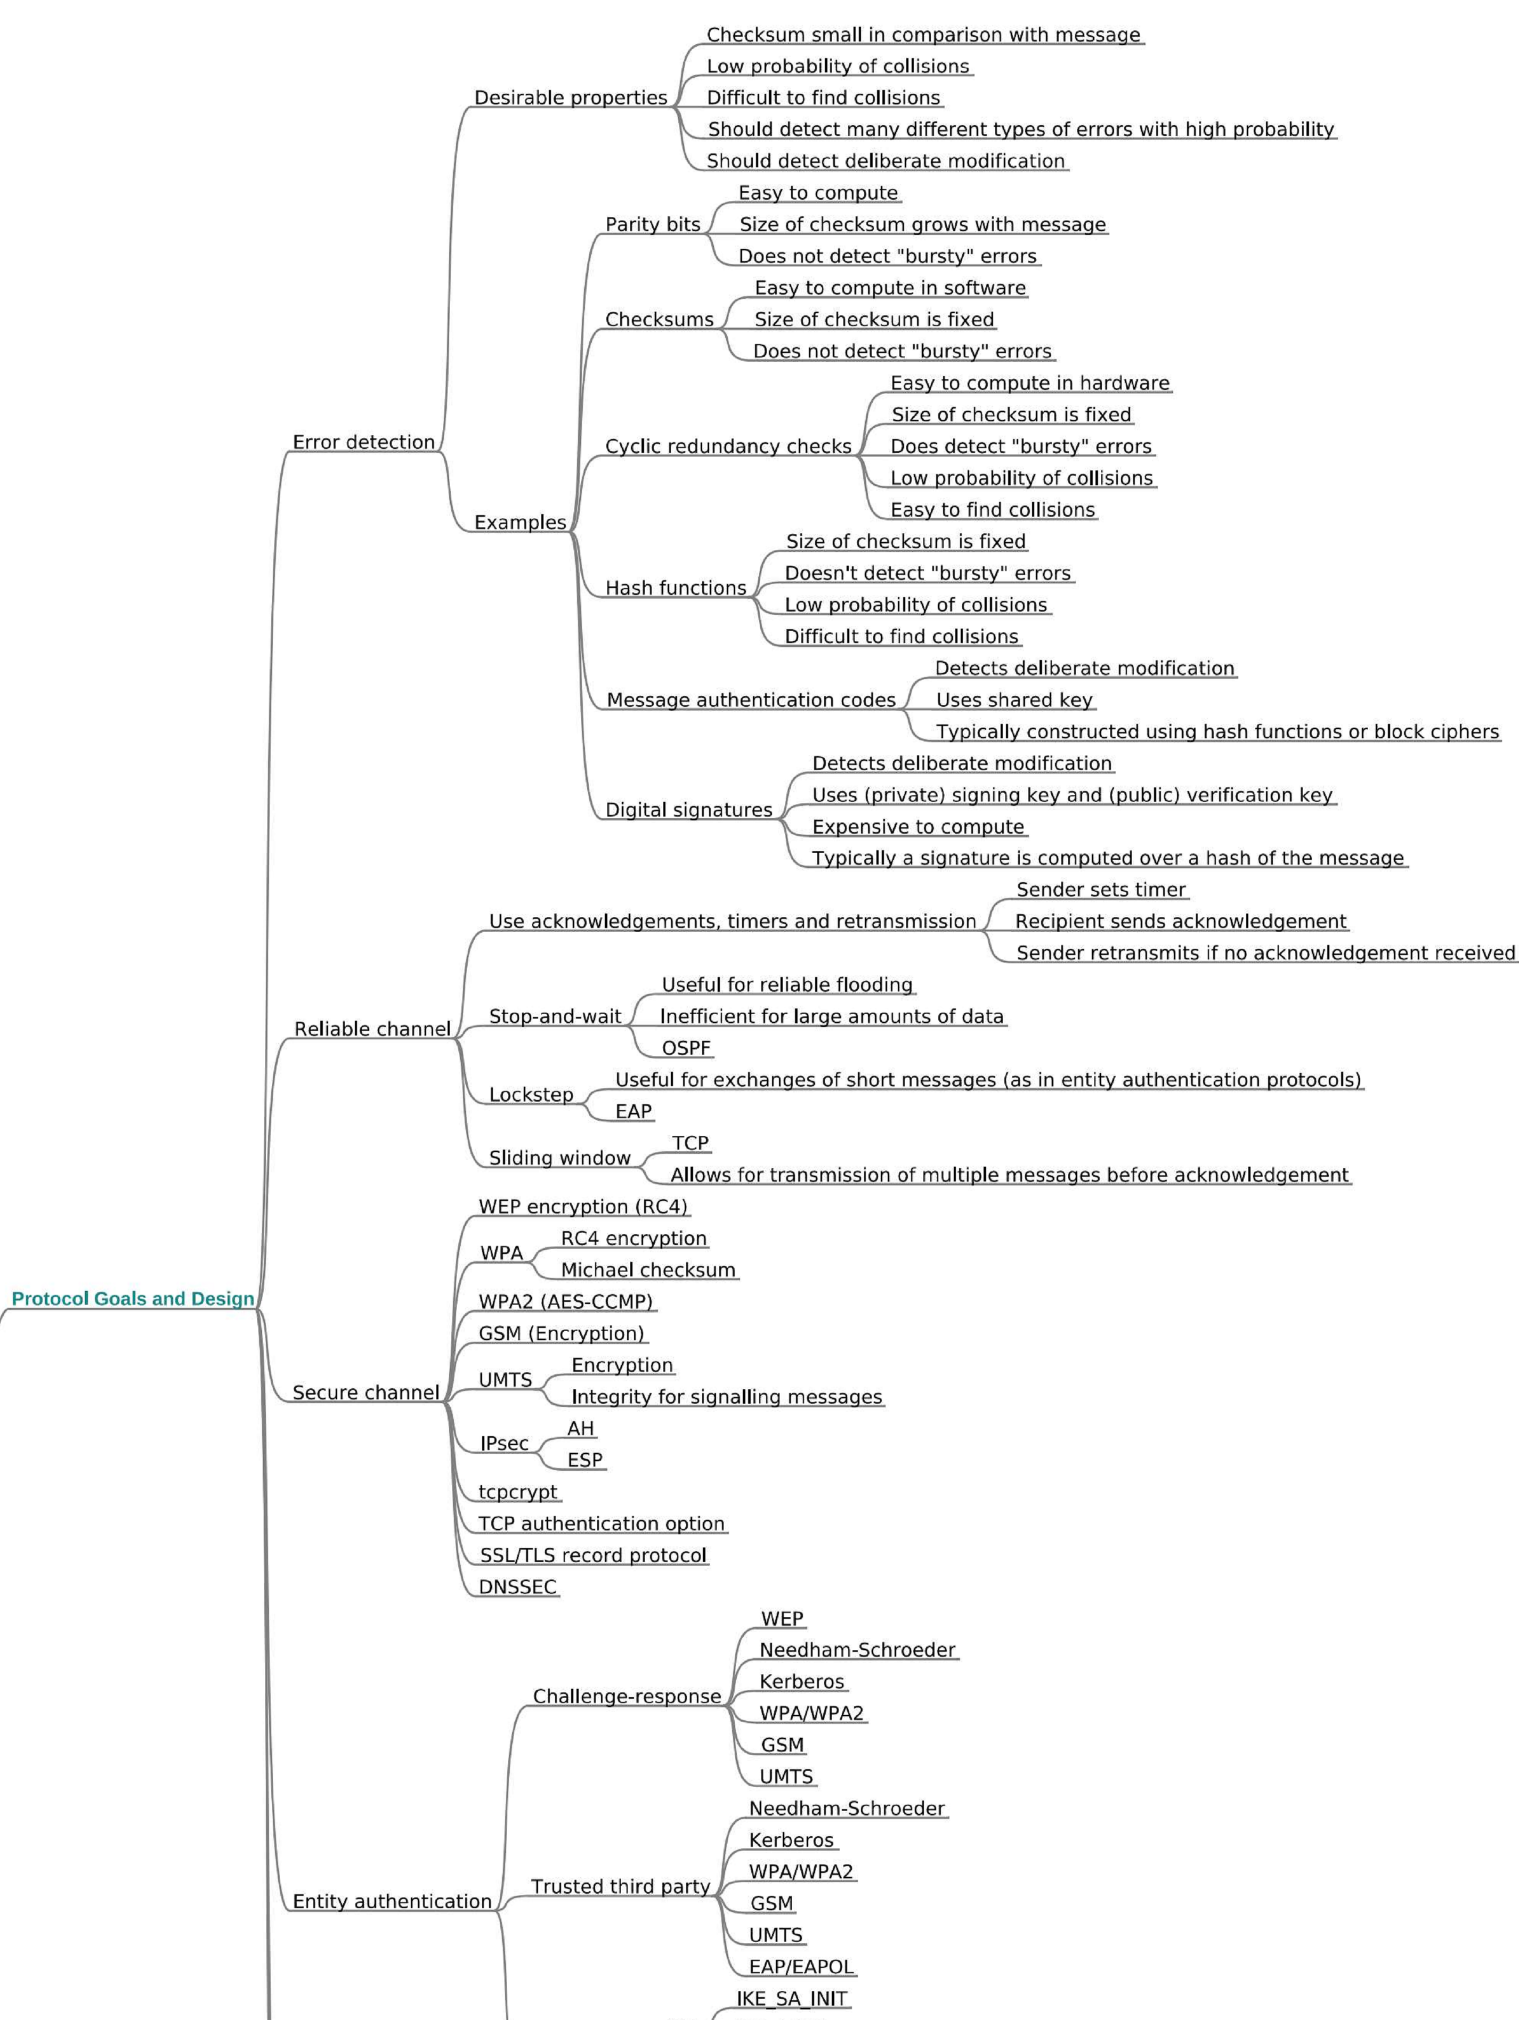 Checksum small in comparison with message
Low probability of collisions
Desirable properties
Difficult to find collisions
Should detect many different types of errors with high probability
Should detect deliberate modification
Easy to compute
Parity bits
Size of checksum grows with message
Does not detect "bursty" errors
Easy to compute in software
Checksums
Size of checksum is fixed
Does not detect "bursty" errors
Easy to compute in hardware
Size of checksum is fixed
Error detection
Cyclic redundancy checks
Does detect "bursty" errors
Low probability of collisions
Easy to find collisions
Examples
Size of checksum is fixed
Doesn't detect "bursty" errors
Hash functions
Low probability of collisions
Difficult to find collisions
Detects deliberate modification
Message authentication codes
Uses shared key
Typically constructed using hash functions or block ciphers
Detects deliberate modification
Uses (private) signing key and (public) verification key
Digital signatures
Expensive to compute
Typically a signature is computed over a hash of the message
Sender sets timer
Use acknowledgements, timers and retransmission
Recipient sends acknowledgement
Sender retransmits if no acknowledgement received
Useful for reliable flooding
Reliable channel
Stop-and-wait
Inefficient for large amounts of data
OSPF
Useful for exchanges of short messages (as in entity authentication protocols)
Lockstep
EAP
TCP
Sliding window
Allows for transmission of multiple messages before acknowledgement
WEP encryption (RC4)
RC4 encryption
WPA
Michael checksum
Protocol Goals and Design
WPA2 (AES-CCMP)
GSM (Encryption)
Encryption
UMTS
Secure channel
Integrity for signalling messages
AH
IPsec
ESP
tcpcrypt
TCP authentication option
SSL/TLS record protocol
DNSSEC
WEP
Needham-Schroeder
Kerberos
Challenge-response
WPA/WPA2
GSM
UMTS
Needham-Schroeder
Kerberos
WPA/WPA2
Trusted third party
Entity authentication
GSM
UMTS
EAP/EAPOL
IKE_SA_INIT